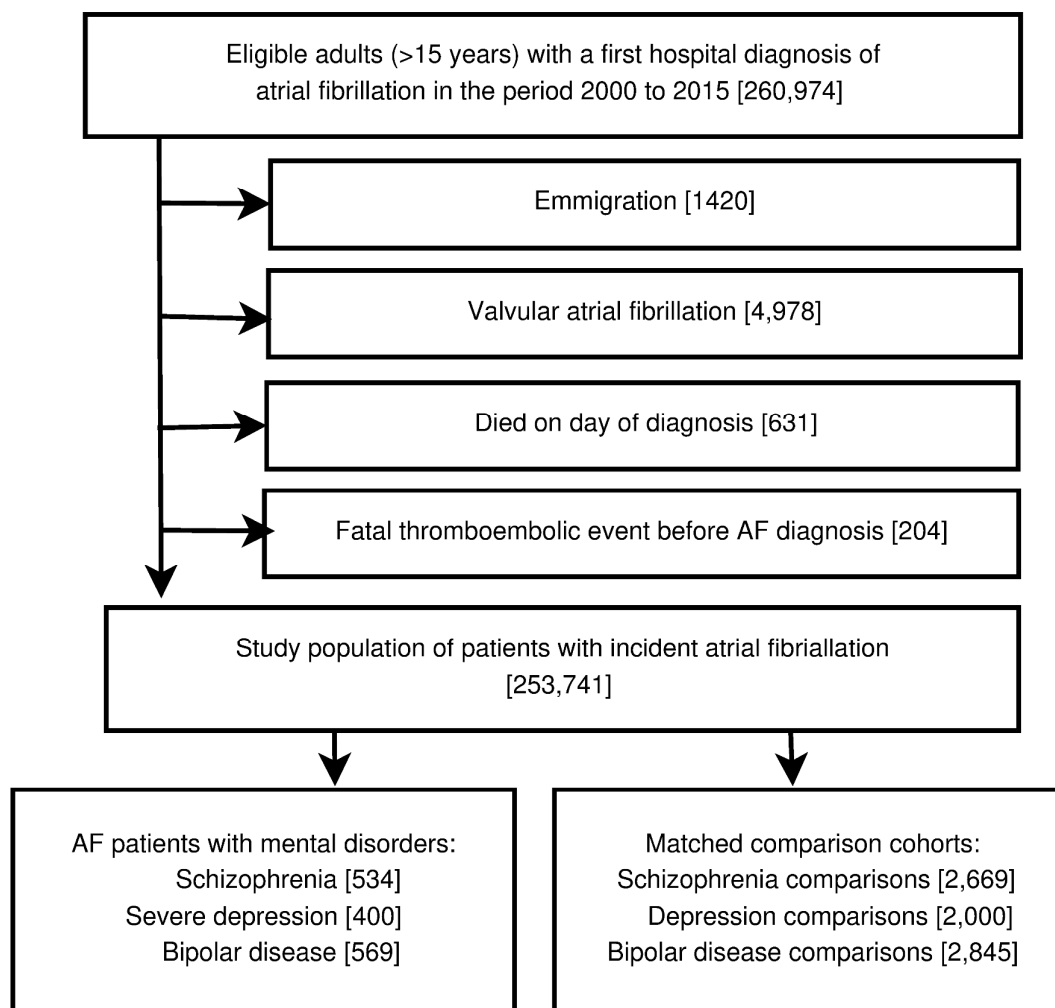 Eligible adults (>15 years) with a first hospital diagnosis of
atrial fibrillation in the period 2000 to 2015 [260,974]
Emmigration [1420]
Valvular atrial fibrillation [4,978]
Died on day of diagnosis [631]
Fatal thromboembolic event before AF diagnosis [204]
Study population of patients with incident atrial fibriallation
[253,741]
AF patients with mental disorders:
Schizophrenia [534]
Severe depression [400]
Bipolar disease [569]
Matched comparison cohorts:
Schizophrenia comparisons [2,669]
Depression comparisons [2,000]
Bipolar disease comparisons [2,845]